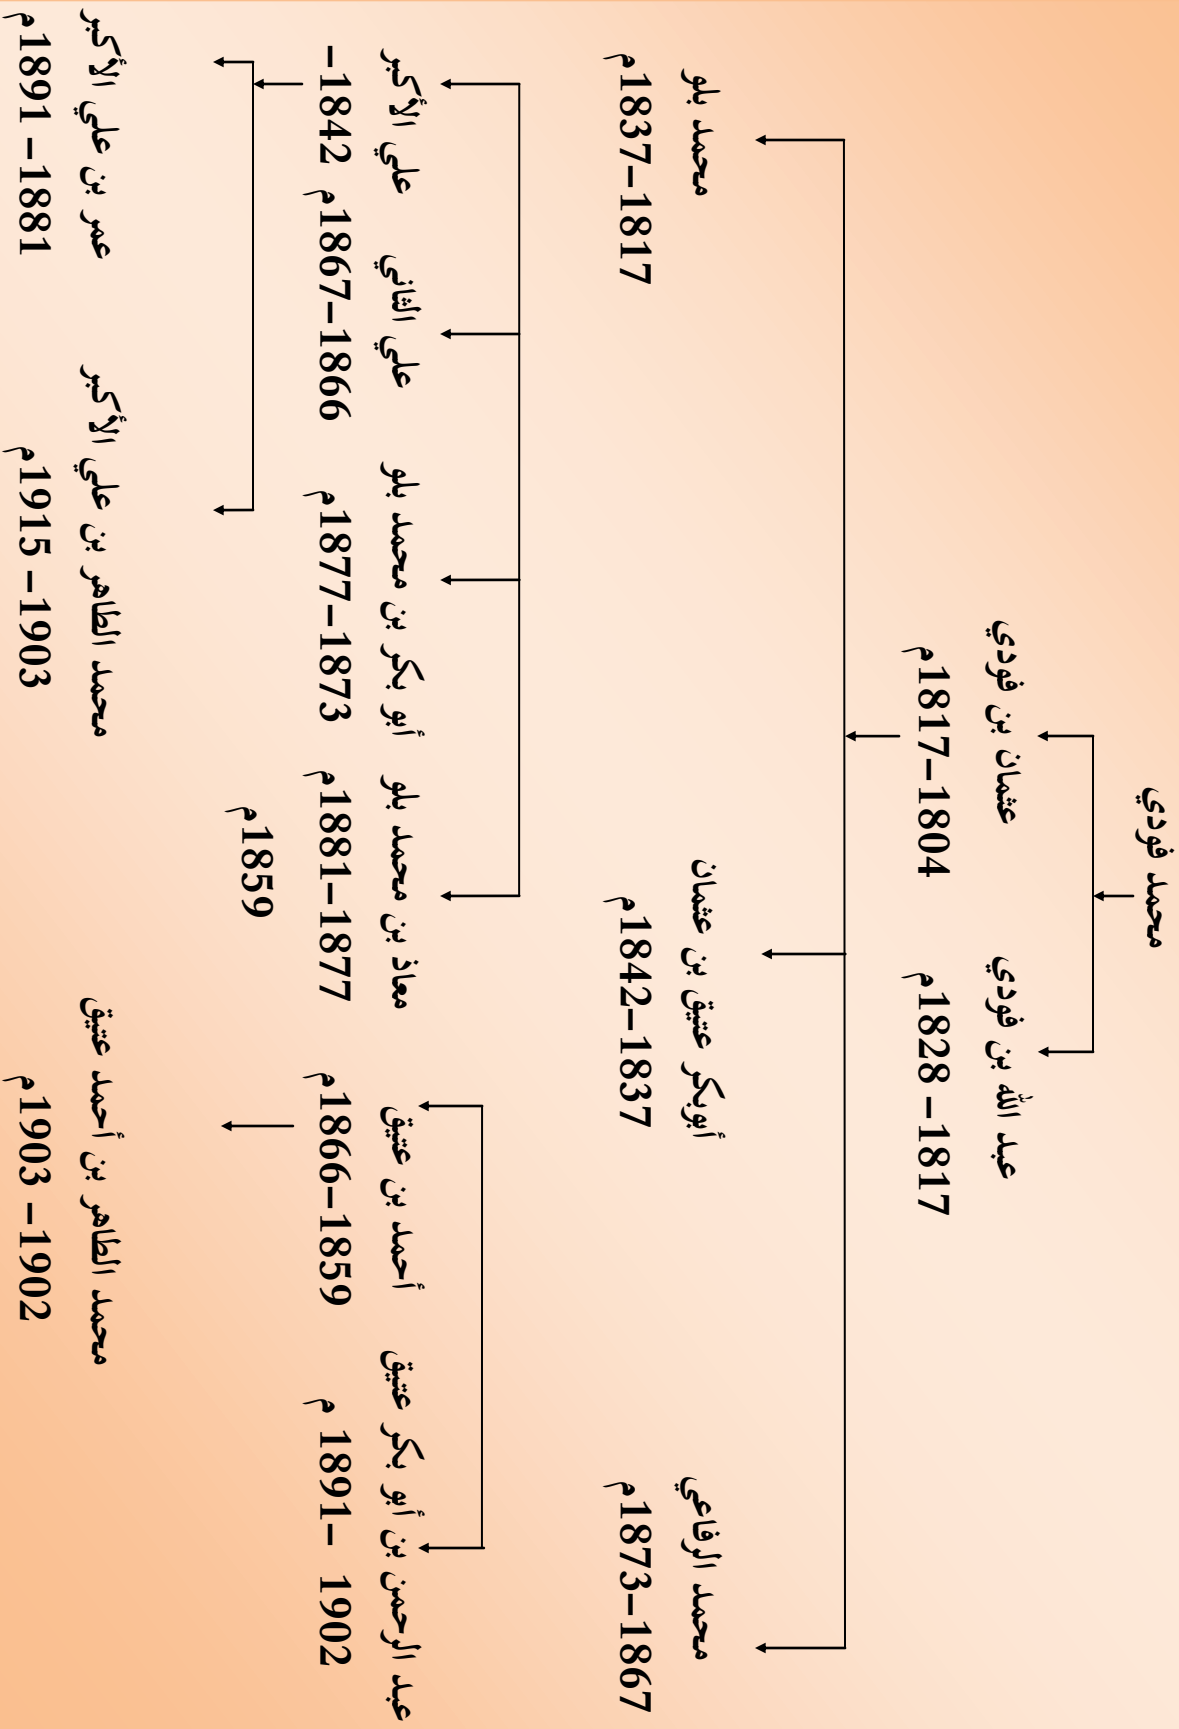 محمد فودي
عبد الله بن فودي
1817– 1828م
عثمان بن فودي
1804–1817م
محمد الرفاعي
1867–1873م
أبوبكر عتيق بن عثمان
1837–1842م
محمد بلو
1817–1837م
عبد الرحمن بن أبو بكر عتيق
1902 –1891 م
أحمد بن عتيق
1859–1866م
معاذ بن محمد بلو
1877–1881م
أبو بكر بن محمد بلو
1873–1877م
علي الثاني
1866–1867م
علي الأكبر
1842–
1859م
محمد الطاهر بن أحمد عتيق
1902– 1903م
محمد الطاهر بن علي الأكبر
1903– 1915م
عمر بن علي الأكبر
1881– 1891م